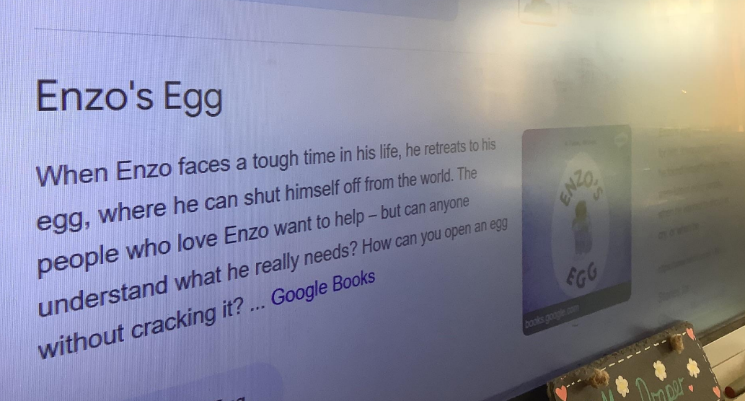 Enzo's Egg
When Enzo faces a tough time in his life, he retreats to his
egg, where he can shut himself off from the world. The
people who love Enzo want to help – but can anyone
understand what he really needs? How can you open an egg
without cracking it? ... Google Books
ENZO'S
EGG
books.google.com